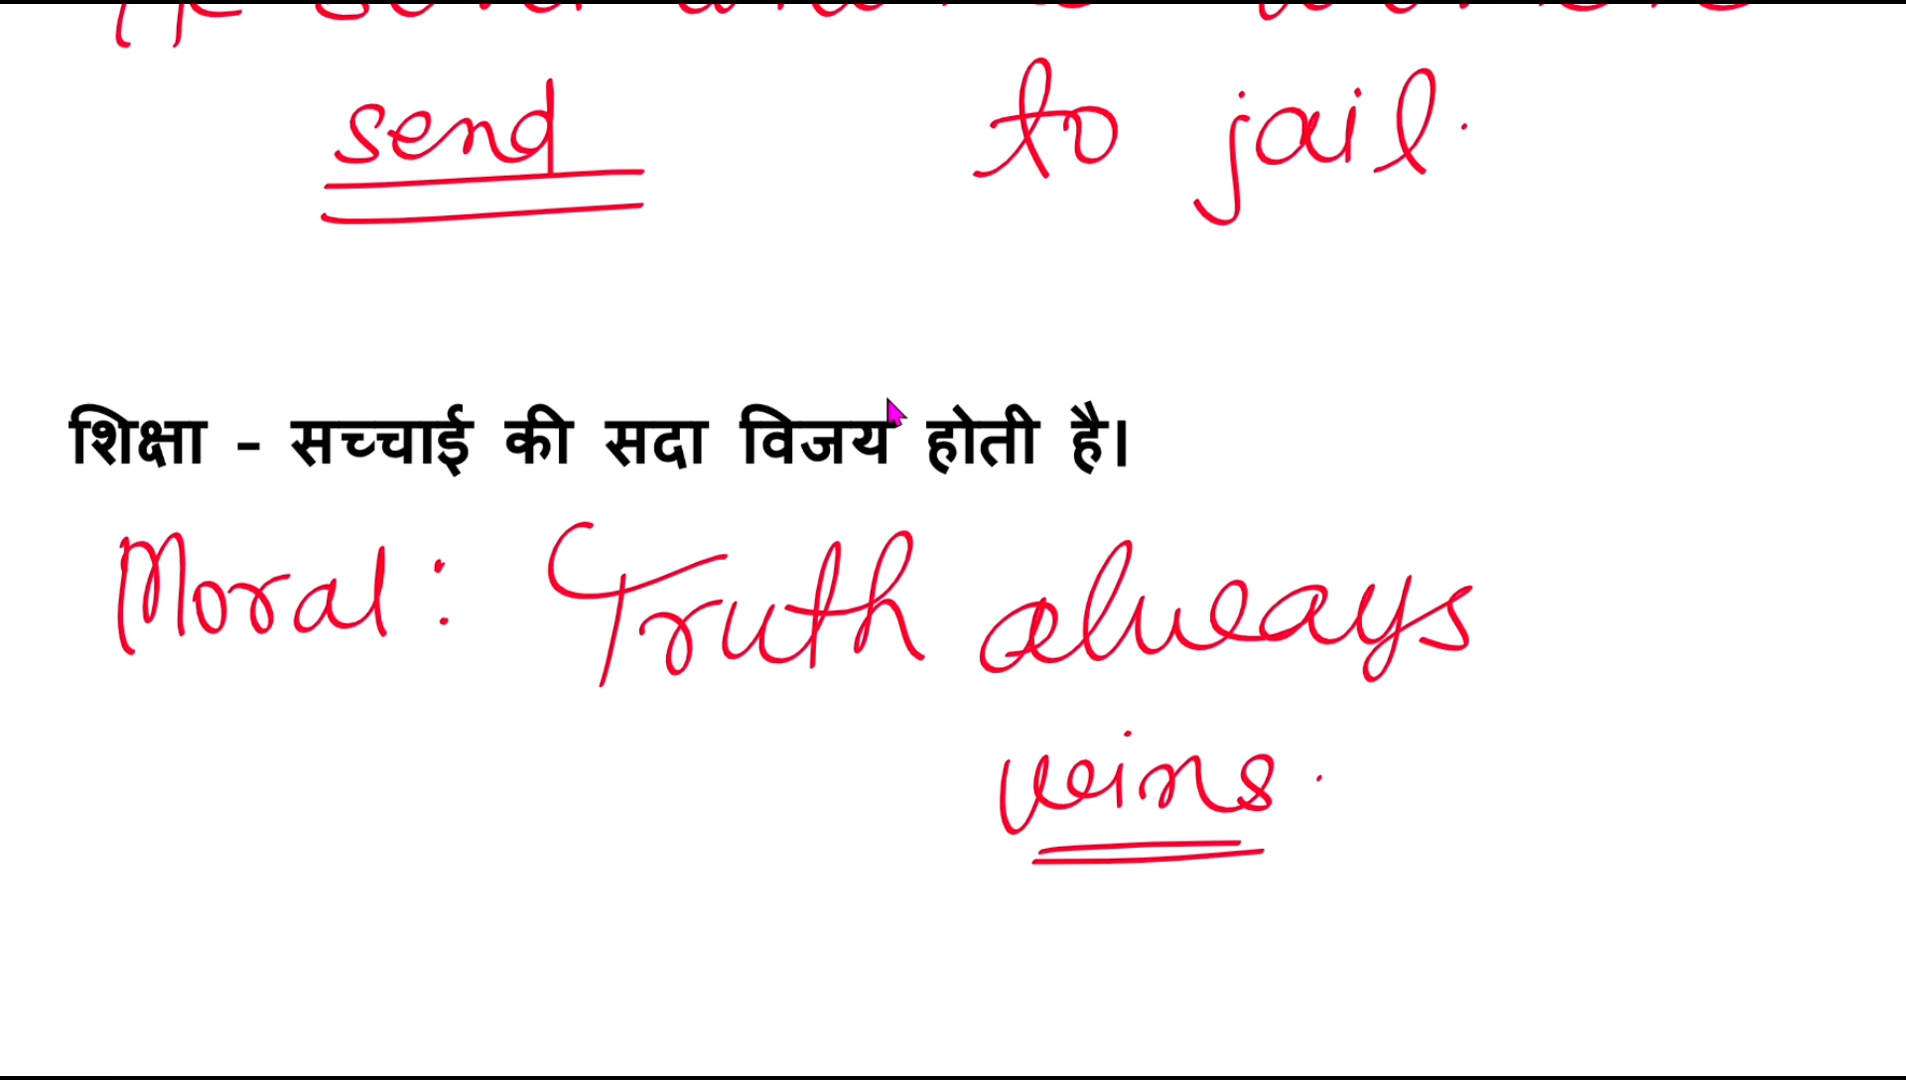 send to jail.
शिक्षा - सच्चाई की सदा विजय होती है।
Moral: Truth always
wins.